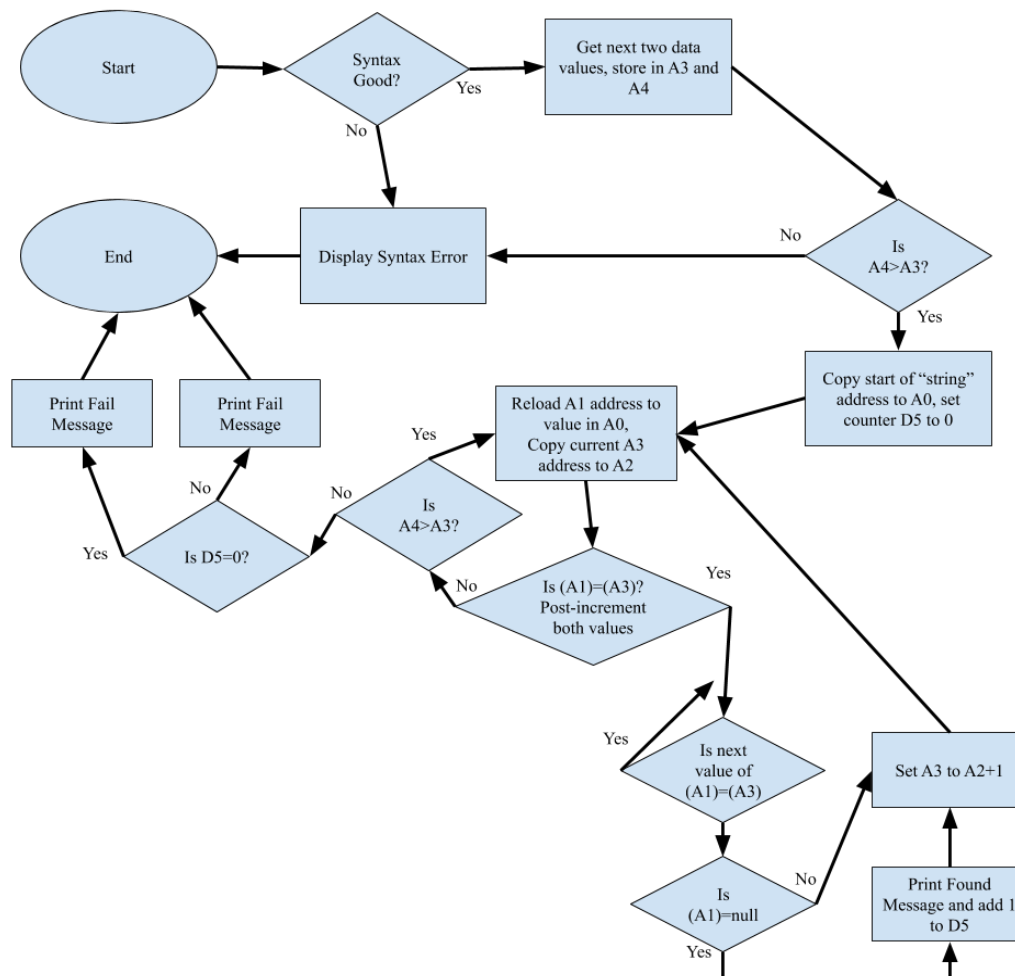 Start
Syntax
Good?
Yes
No
Get next two data
values, store in A3 and
A4
End
Display Syntax Error
No
Is
A4>A3?
Yes
Print Fail
Message
Print Fail
Message
Yes
Reload A1 address to
value in A0,
Copy current A3
address to A2
Copy start of “string”
address to A0, set
counter D5 to 0
No
Is
A4>A3?
No
Yes
Is D5=0?
No
Is (A1)=(A3)?
Post-increment
both values
Yes
Yes
Is next
value of
(A1)=(A3)
Set A3 to A2+1
Is
(A1)=null
No
Yes
Print Found
Message and add 1
to D5